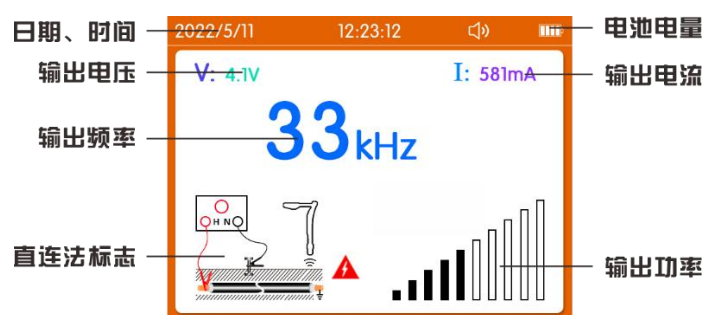 日期、时间 2022/5/11 12:23:12 电池电量
输出电压 V: 4.1V I: 581mA 输出电流
输出频率 33kHz
H N
直连法标志 输出功率